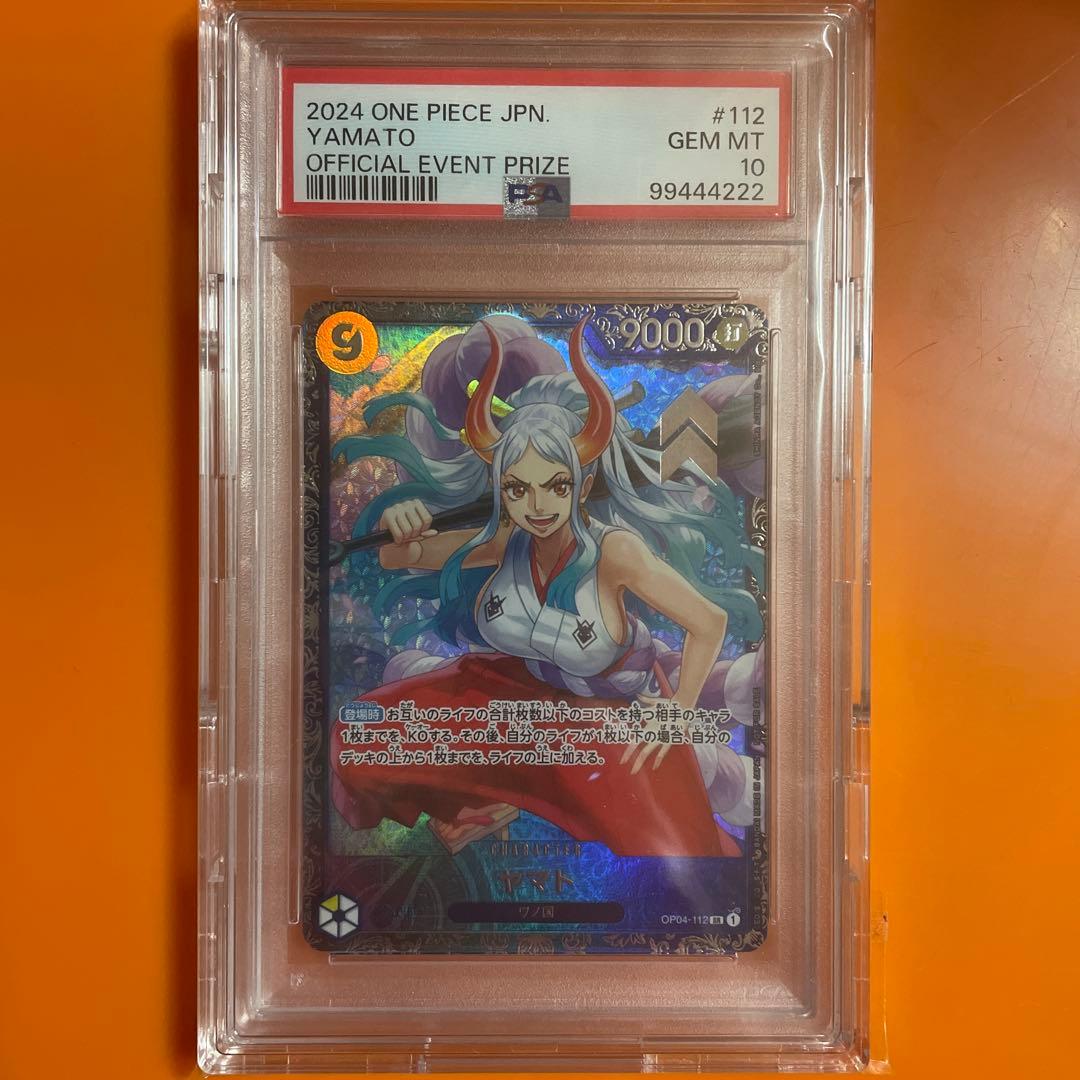 2024 ONE PIECE JPN. #112
YAMATO GEM MT
OFFICIAL EVENT PRIZE 10
PSA 99444222
9 9000 打
登場時 お互いのライフの合計枚数以下のコストを持つ相手のキャラ
1枚までを、KOする。その後、自分のライフが1枚以下の場合、自分の
デッキの上から1枚までを、ライフの上に加える。
CHARACTER
ヤマト
ワノ国
OP04-112 SR 1